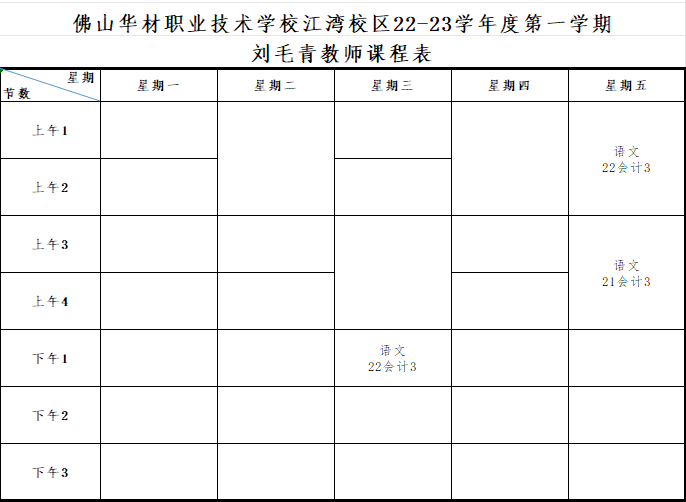 佛山华材职业技术学校江湾校区22-23学年度第一学期
刘毛青教师课程表
星期
节数
星期一 星期二 星期三 星期四 星期五
上午1
语文
22会计3
上午2
上午3
语文
21会计3
上午4
下午1
语文
22会计3
下午2
下午3